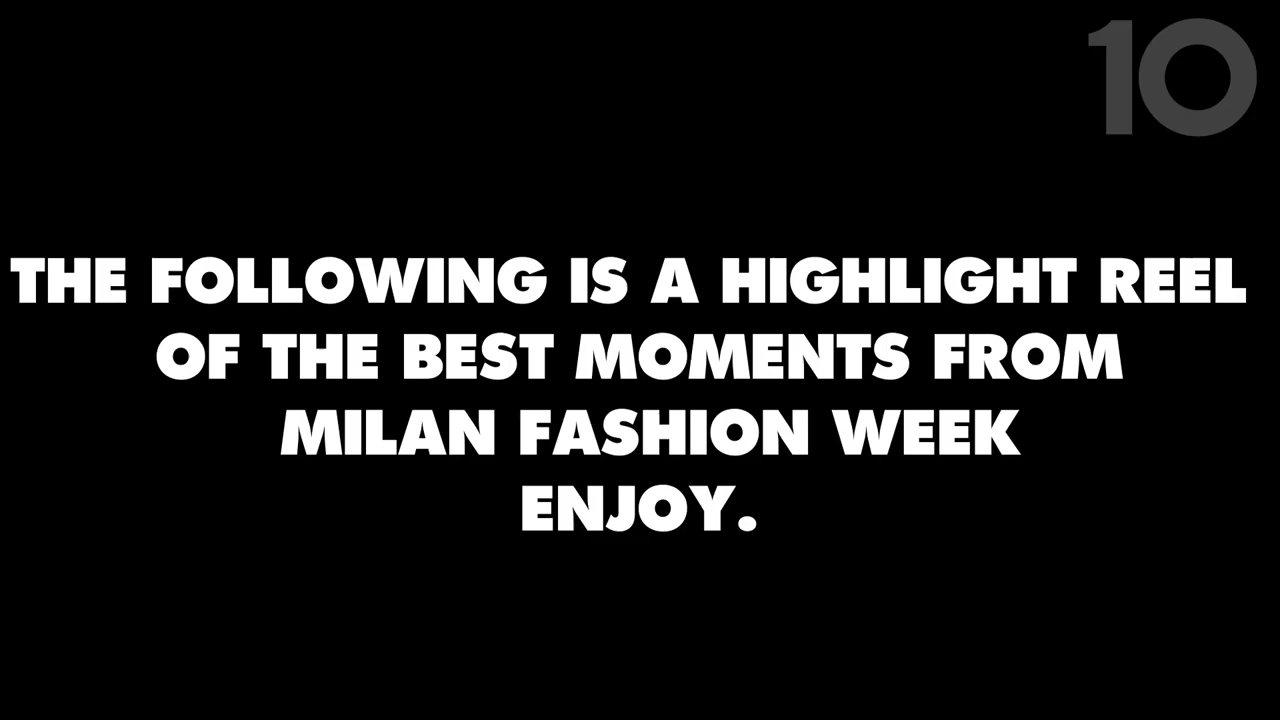 10
THE FOLLOWING IS A HIGHLIGHT REEL
OF THE BEST MOMENTS FROM
MILAN FASHION WEEK
ENJOY.